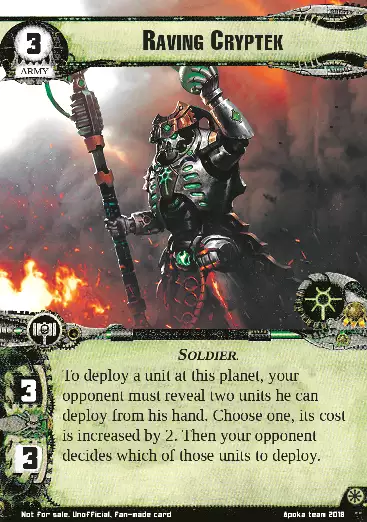 3
ARMY
RAVING CRYPTEK
SOLDIER.
3
3
To deploy a unit at this planet, your
opponent must reveal two units he can
deploy from his hand. Choose one, its cost
is increased by 2. Then your opponent
decides which of those units to deploy.
Not for sale. Unofficial, Fan-made card
Apoka team 2018